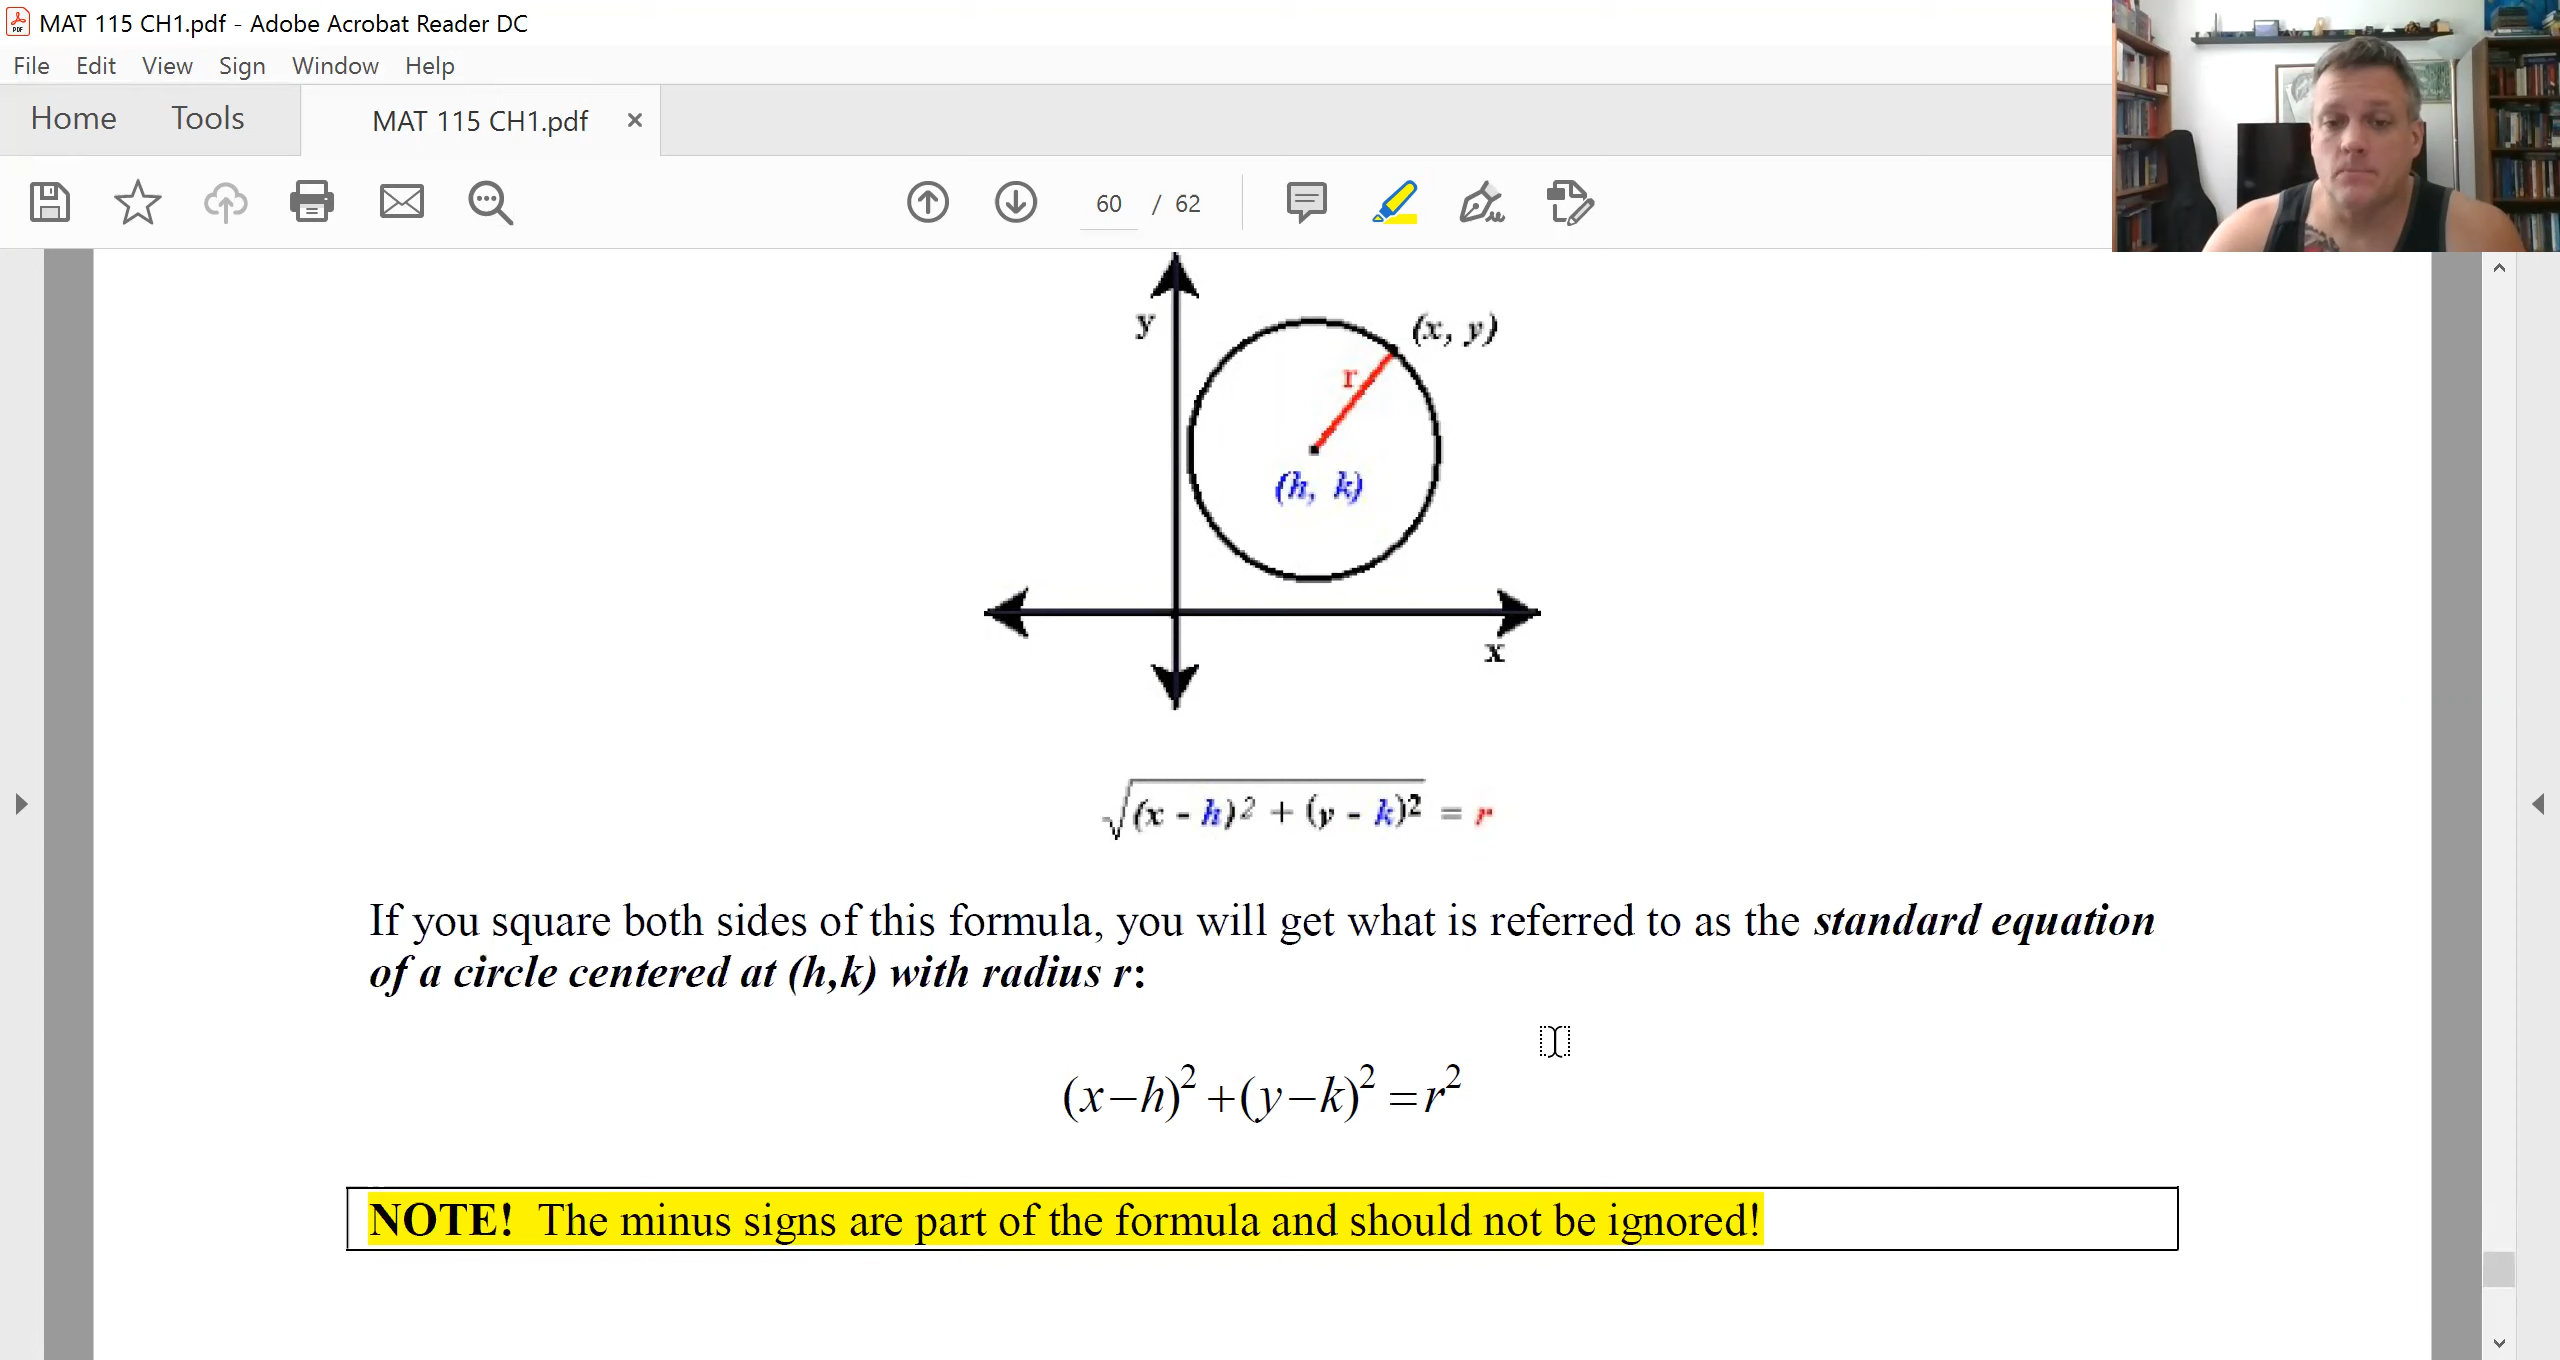 MAT 115 CH1.pdf - Adobe Acrobat Reader DC
File Edit View Sign Window Help
Home Tools MAT 115 CH1.pdf ×
60 / 62
y
(x, y)
r
(h, k)
x
√(x - h)² + (y - k)² = r
If you square both sides of this formula, you will get what is referred to as the standard equation
of a circle centered at (h,k) with radius r:
(x–h)² +(y–k)² =r²
NOTE! The minus signs are part of the formula and should not be ignored!